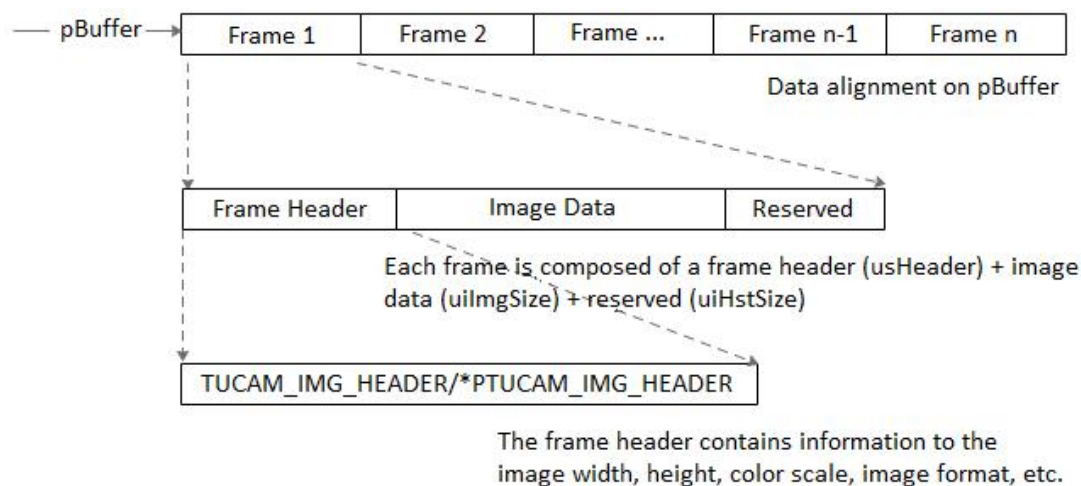 pBuffer
Frame 1 Frame 2 Frame ... Frame n-1 Frame n
Data alignment on pBuffer
Frame Header Image Data Reserved
Each frame is composed of a frame header (usHeader) + image
data (uiImgSize) + reserved (uiHstSize)
TUCAM_IMG_HEADER/*PTUCAM_IMG_HEADER
The frame header contains information to the
image width, height, color scale, image format, etc.